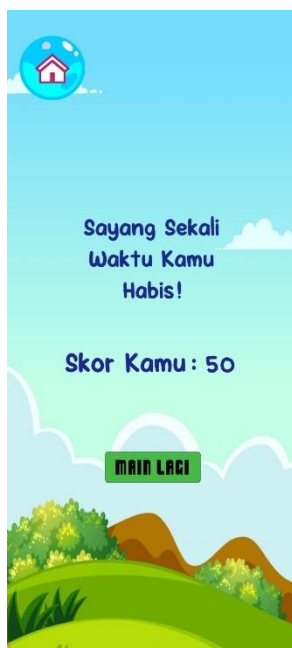 Sayang Sekali
Waktu Kamu
Habis!
Skor Kamu : 50
MAIN LAGI